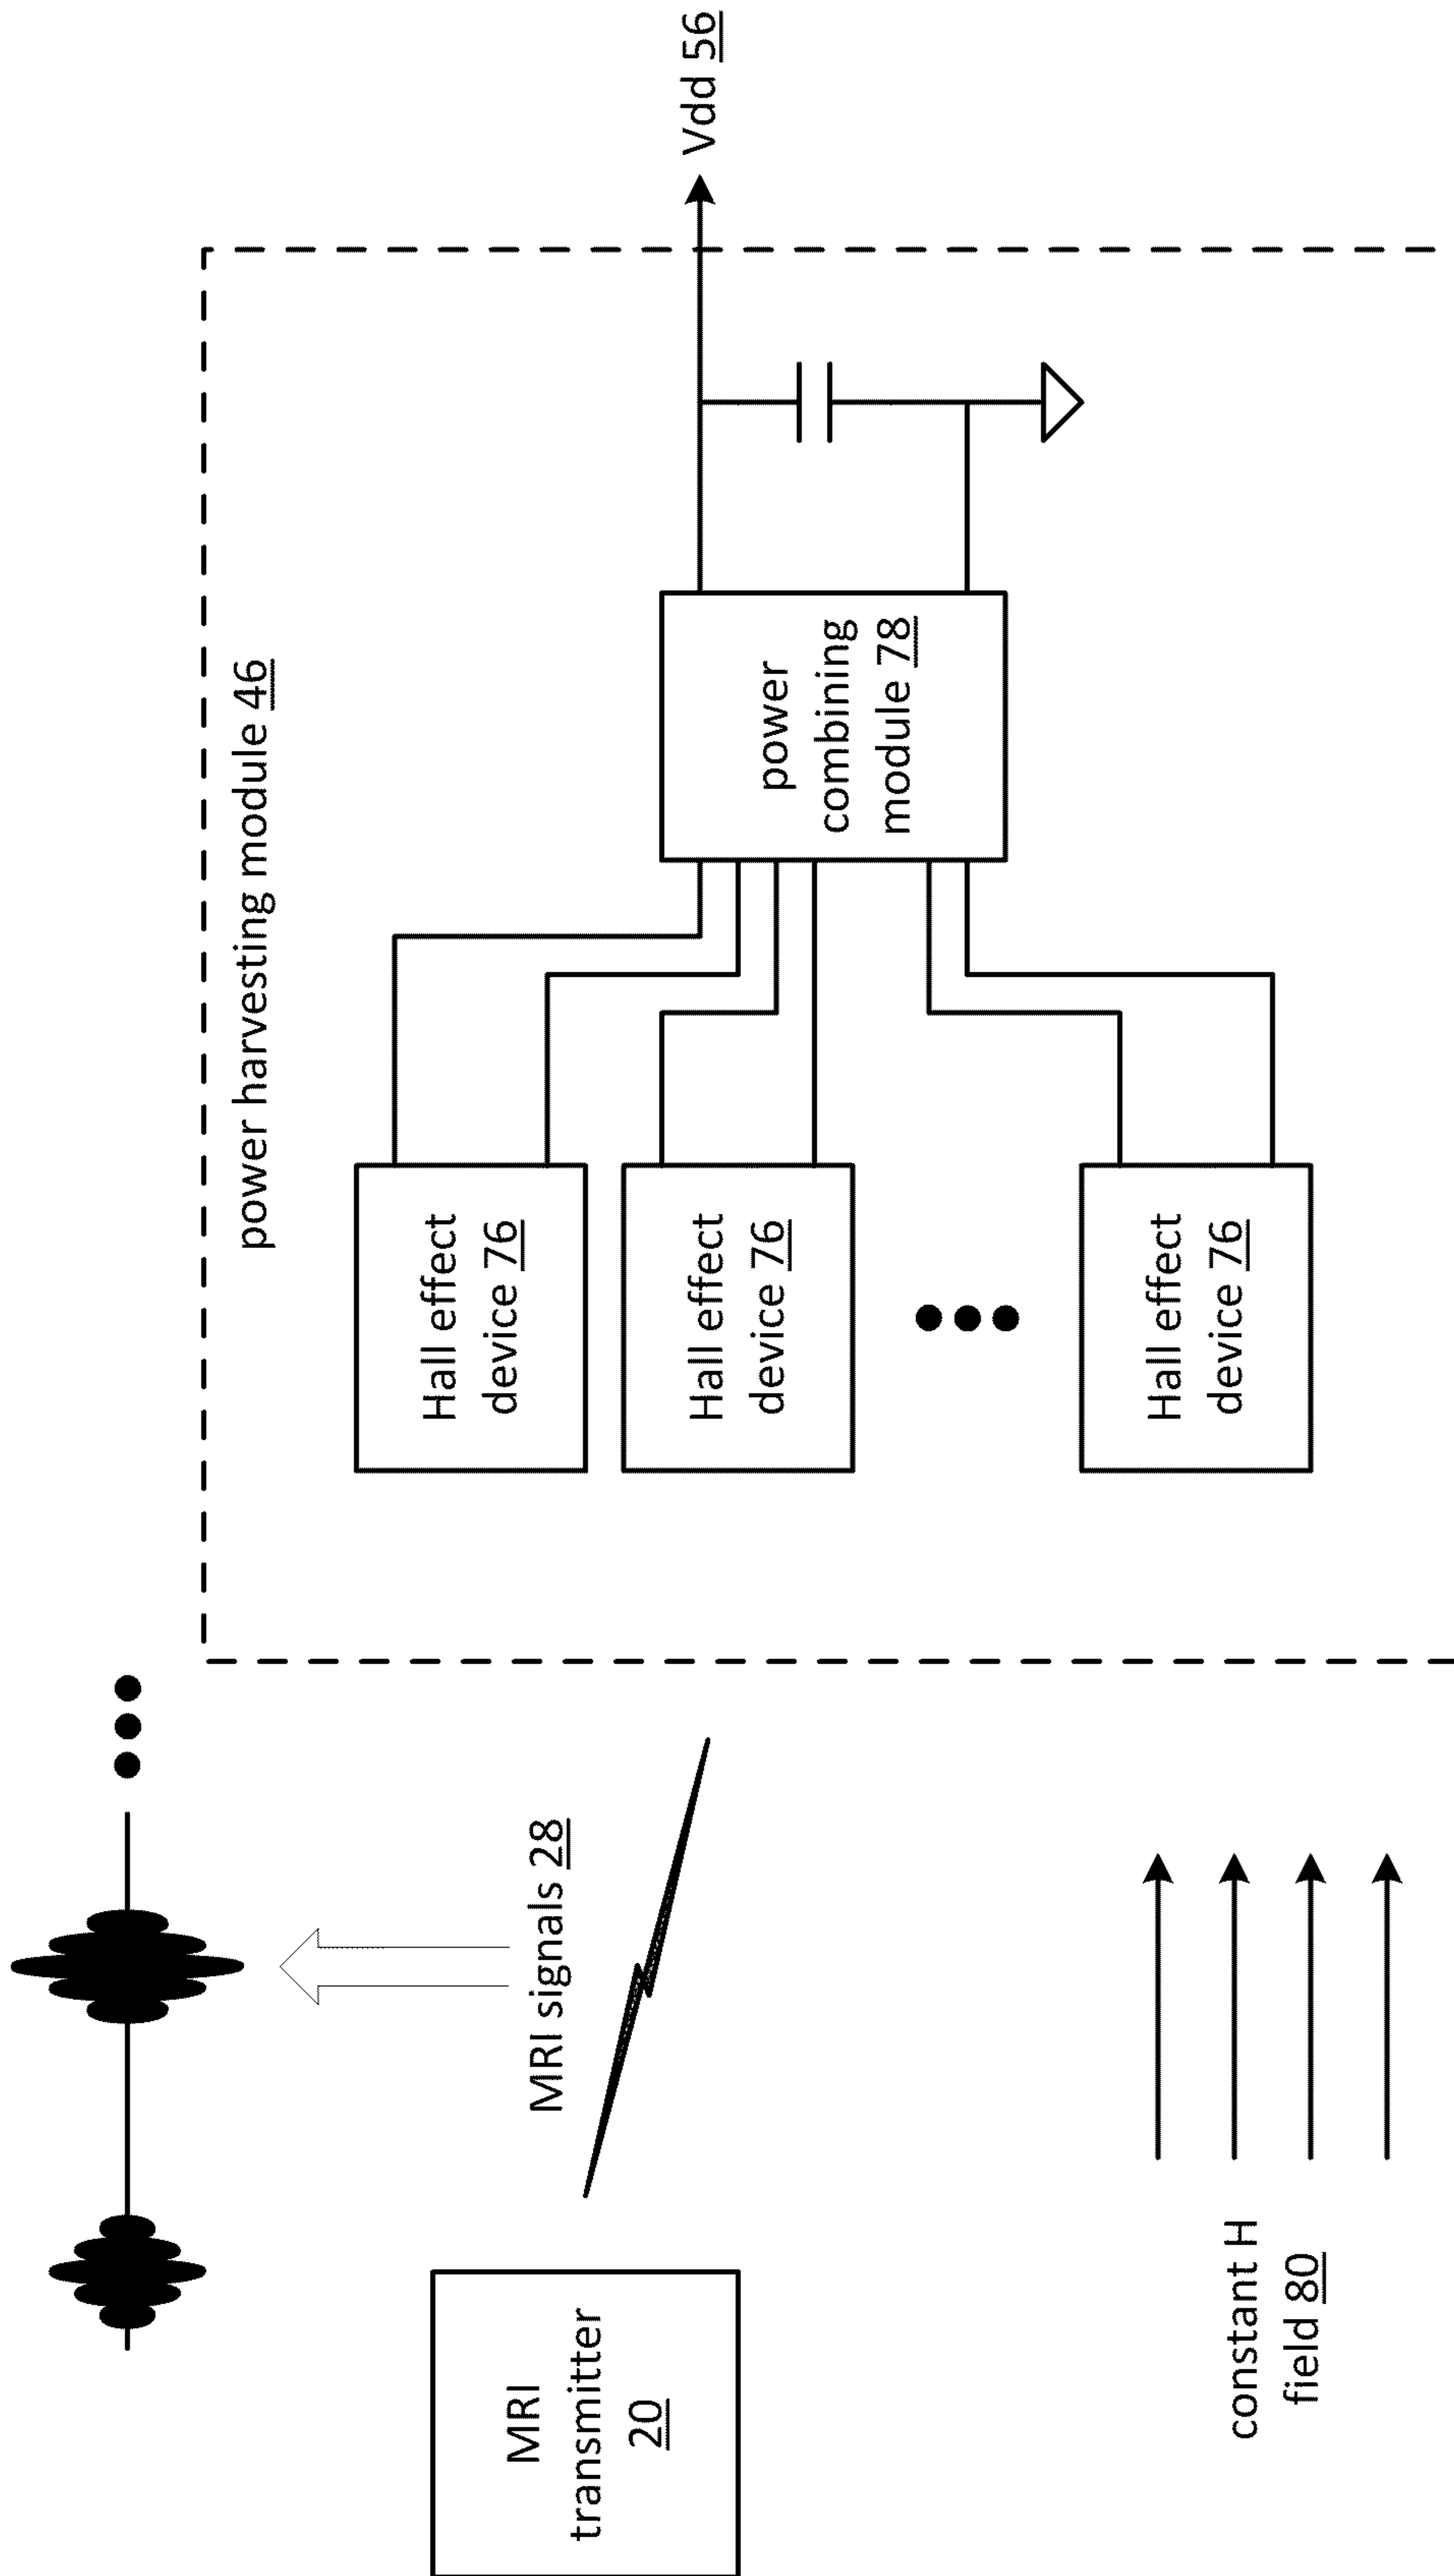 MRI
transmitter
20
MRI signals 28
constant H
field 80
power harvesting module 46
Hall effect
device 76
Hall effect
device 76
Hall effect
device 76
power
combining
module 78
Vdd 56